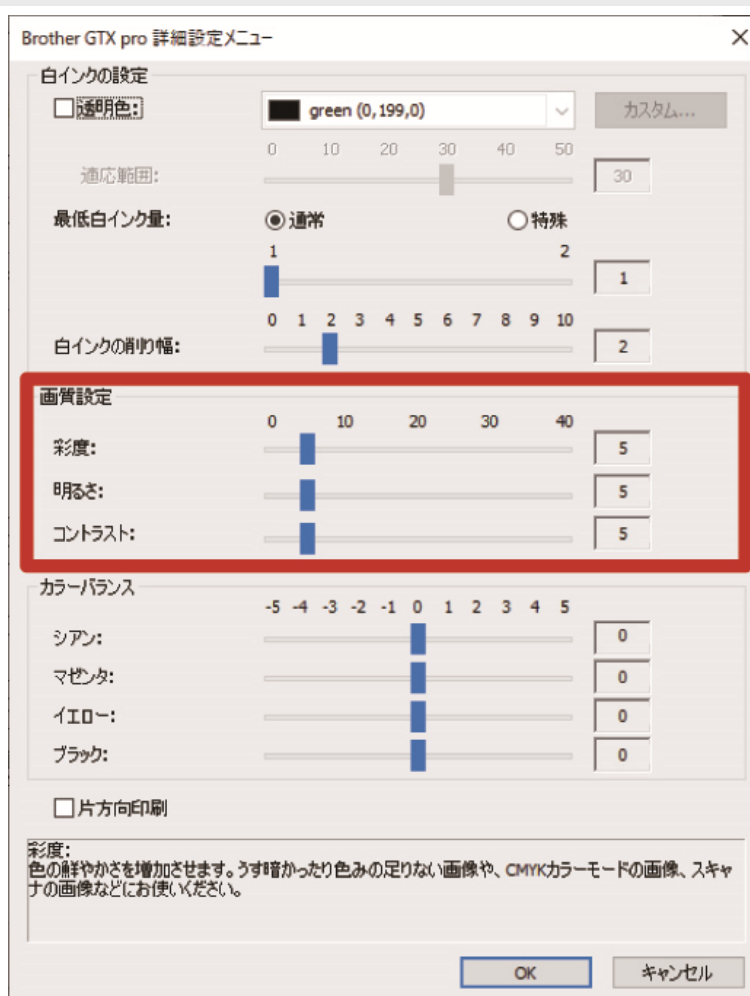 Brother GTX pro 詳細設定メニュー ×
白インクの設定
透明色: green (0,199,0) カスタム...
0 10 20 30 40 50
適応範囲: 30
最低白インク量: 通常 特殊
1 2
1
0 1 2 3 4 5 6 7 8 9 10
白インクの削り幅: 2
画質設定
0 10 20 30 40
彩度: 5
明るさ: 5
コントラスト: 5
カラーバランス
-5 -4 -3 -2 -1 0 1 2 3 4 5
シアン: 0
マゼンタ: 0
イエロー: 0
ブラック: 0
片方向印刷
彩度:
色の鮮やかさを増加させます。うす暗かったり色みの足りない画像や、CMYKカラーモードの画像、スキャ
ナの画像などにお使いください。
OK キャンセル